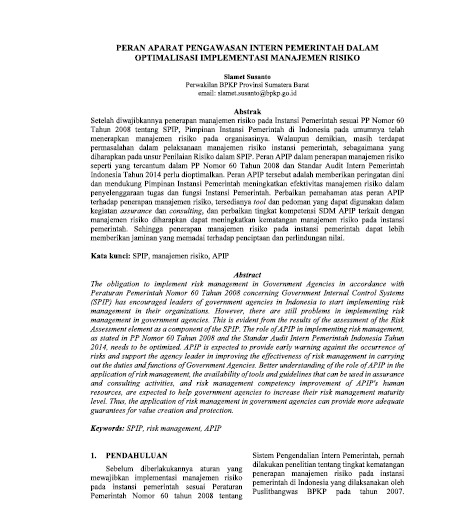 PERAN APARAT PENGAWASAN INTERN PEMERINTAH DALAM
OPTIMALISASI IMPLEMENTASI MANAJEMEN RISIKO
Slamet Susanto
Perwakilan BPKP Provinsi Sumatera Barat
email: slamet.susanto@bpkp.go.id
Abstrak
Setelah diwajibkannya penerapan manajemen risiko pada Instansi Pemerintah sesuai PP Nomor 60
Tahun 2008 tentang SPIP, Pimpinan Instansi Pemerintah di Indonesia pada umumnya telah
menerapkan manajemen risiko pada organisasinya. Walaupun demikian, masih terdapat
permasalahan dalam pelaksanaan manajemen risiko instansi pemerintah, sebagaimana yang
diharapkan pada unsur Penilaian Risiko dalam SPIP. Peran APIP dalam penerapan manajemen risiko
seperti yang tercantum dalam PP Nomor 60 Tahun 2008 dan Standar Audit Intern Pemerintah
Indonesia Tahun 2014 perlu dioptimalkan. Peran APIP tersebut adalah memberikan peringatan dini
dan mendukung Pimpinan Instansi Pemerintah meningkatkan efektivitas manajemen risiko dalam
penyelenggaraan tugas dan fungsi Instansi Pemerintah. Perbaikan pemahaman atas peran APIP
terhadap penerapan manajemen risiko, tersedianya tool dan pedoman yang dapat digunakan dalam
kegiatan assurance dan consulting, dan perbaikan tingkat kompetensi SDM APIP terkait dengan
manajemen risiko diharapkan dapat meningkatkan kematangan manajemen risiko pada instansi
pemerintah. Sehingga penerapan manajemen risiko pada instansi pemerintah dapat lebih
memberikan jaminan yang memadai terhadap penciptaan dan perlindungan nilai.
Kata kunci: SPIP, manajemen risiko, APIP
Abstract
The obligation to implement risk management in Government Agencies in accordance with
Peraturan Pemerintah Nomor 60 Tahun 2008 concerning Government Internal Control Systems
(SPIP) has encouraged leaders of government agencies in Indonesia to start implementing risk
management in their organizations. However, there are still problems in implementing risk
management in government agencies. This is evident from the results of the assessment of the Risk
Assessment element as a component of the SPIP. The role of APIP in implementing risk management,
as stated in PP Nomor 60 Tahun 2008 and the Standar Audit Intern Pemerintah Indonesia Tahun
2014, needs to be optimized. APIP is expected to provide early warning against the occurrence of
risks and support the agency leader in improving the effectiveness of risk management in carrying
out the duties and functions of Government Agencies. Better understanding of the role of APIP in the
application of risk management, the availability of tools and guidelines that can be used in assurance
and consulting activities, and risk management competency improvement of APIP's human
resources, are expected to help government agencies to increase their risk management maturity
level. Thus, the application of risk management in government agencies can provide more adequate
guarantees for value creation and protection.
Keywords: SPIP, risk management, APIP
1. PENDAHULUAN
Sebelum diberlakukannya aturan yang
mewajibkan implementasi manajemen risiko
pada instansi pemerintah sesuai Peraturan
Pemerintah Nomor 60 tahun 2008 tentang
Sistem Pengendalian Intern Pemerintah, pernah
dilakukan penelitian tentang tingkat kematangan
penerapan manajemen risiko pada instansi
pemerintah di Indonesia yang dilaksanakan oleh
Puslitbangwas BPKP pada tahun 2007.